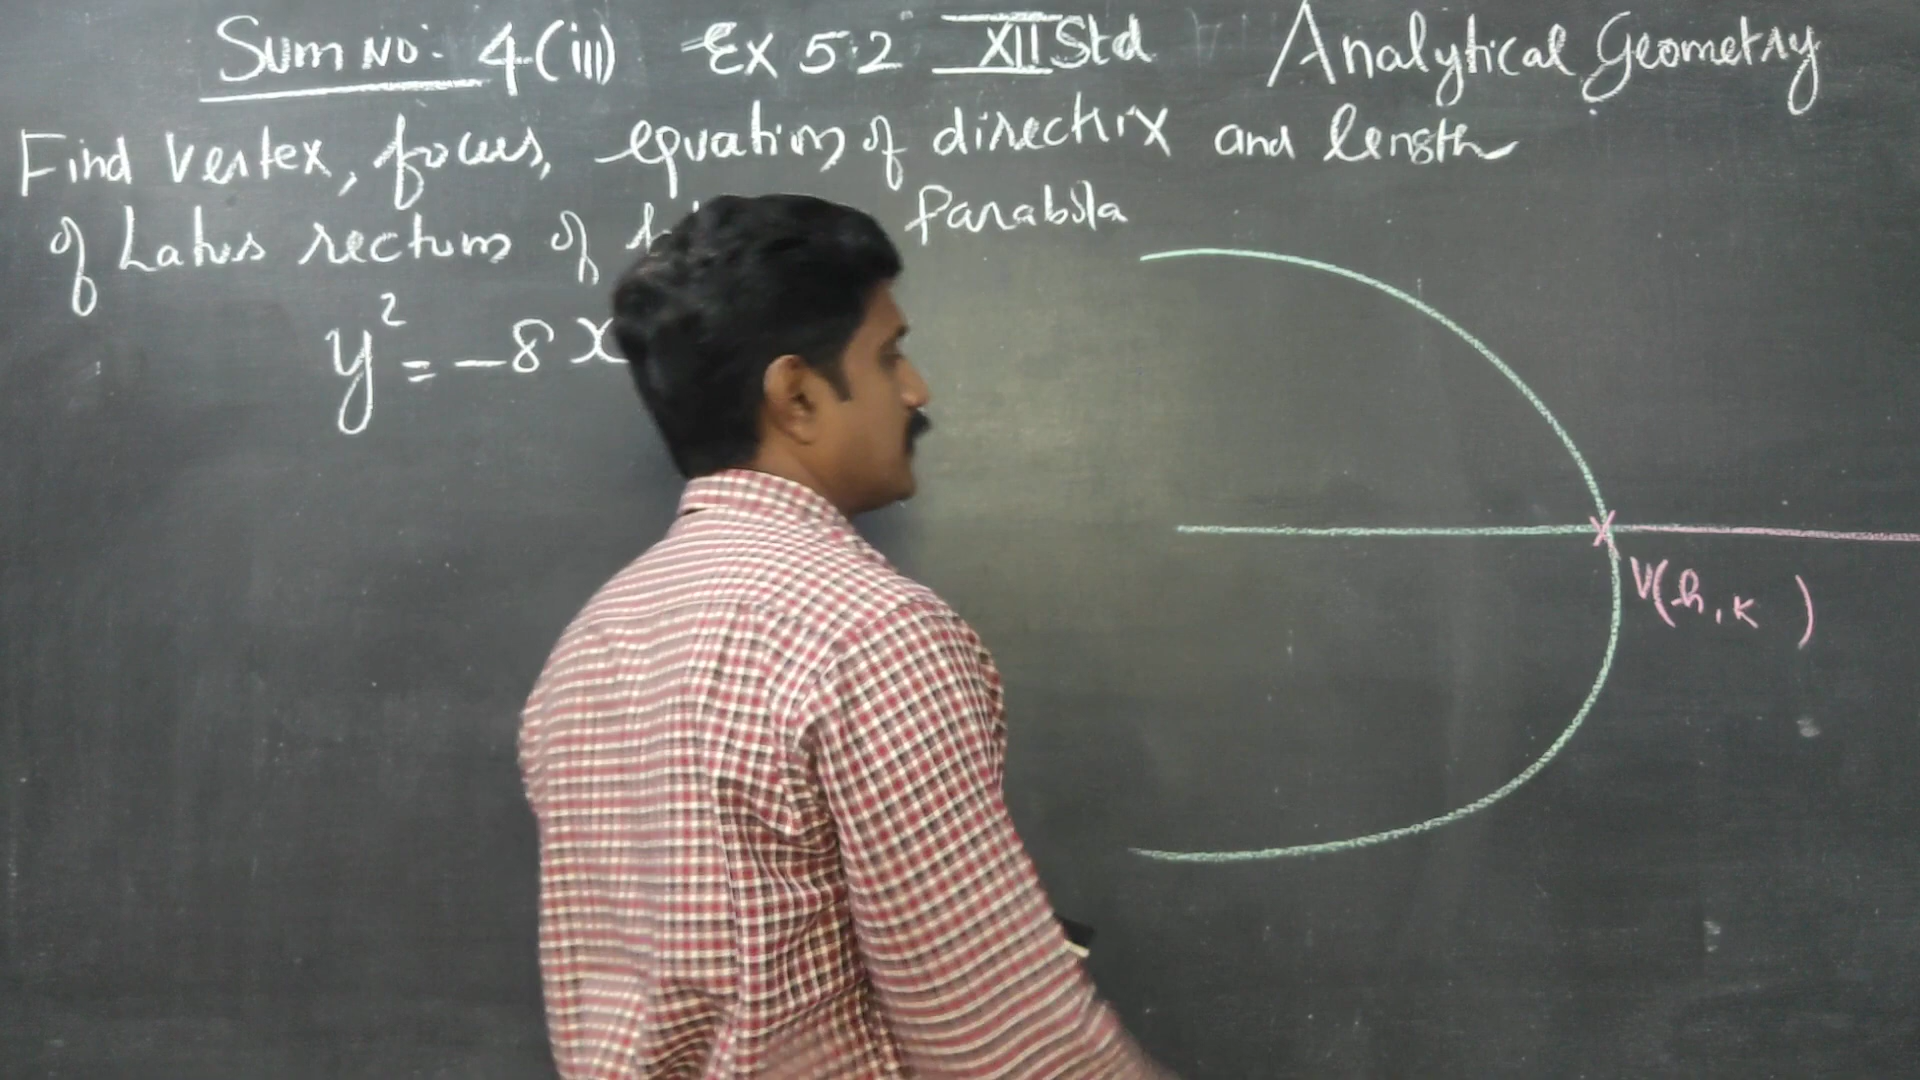 Sum No: 4(iii) Ex 5.2 XII Std Analytical Geometry
Find Vertex, focus, equation of directrix and length
of Latus rectum of Parabola
y² = -8x
V(h, k )